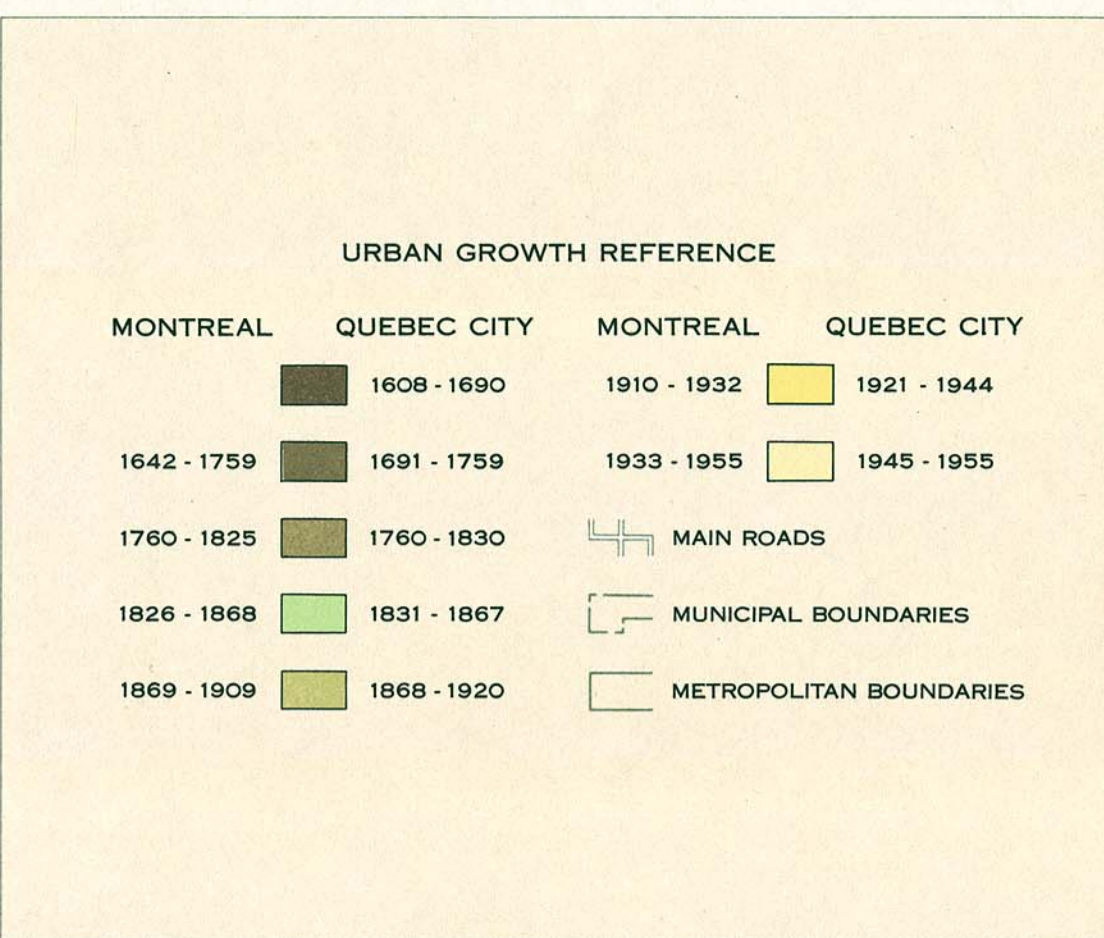 URBAN GROWTH REFERENCE
MONTREAL QUEBEC CITY
1608 - 1690
1642 - 1759 1691 - 1759
1760 - 1825 1760 - 1830
1826 - 1868 1831 - 1867
1869 - 1909 1868 - 1920
MONTREAL QUEBEC CITY
1910 - 1932 1921 - 1944
1933 - 1955 1945 - 1955
MAIN ROADS
MUNICIPAL BOUNDARIES
METROPOLITAN BOUNDARIES